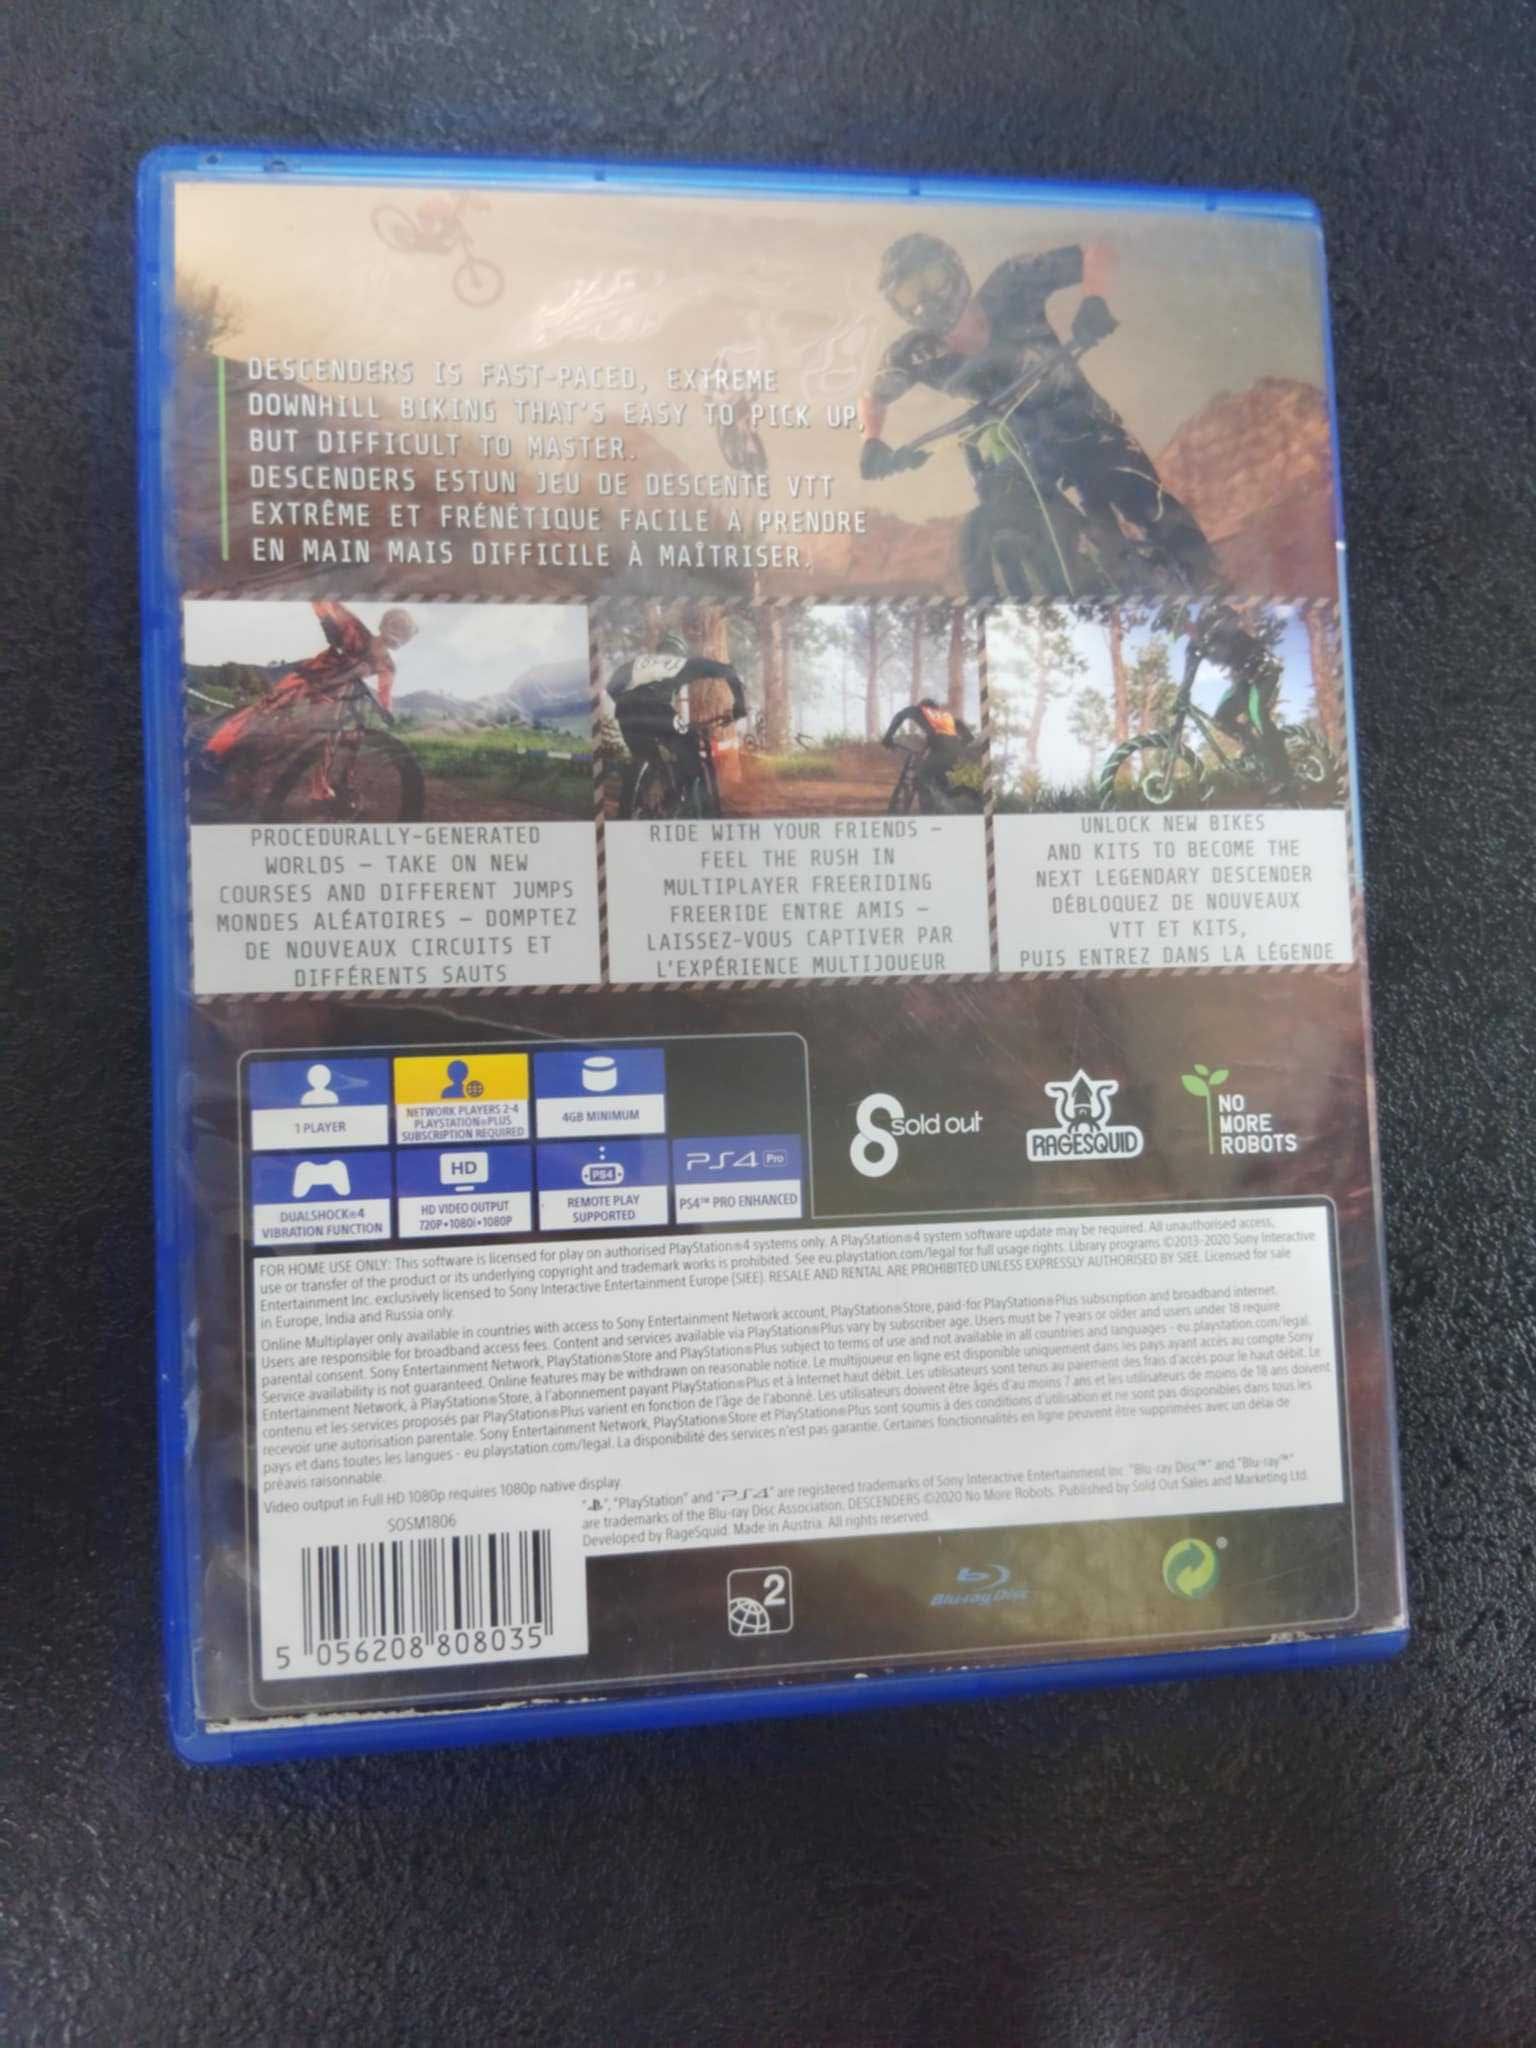 DESCENDERS IS FAST-PACED, EXTREME
DOWNHILL BIKING THAT'S EASY TO PICK UP,
BUT DIFFICULT TO MASTER.
DESCENDERS ESTUN JEU DE DESCENTE VTT
EXTRÊME ET FRÉNÉTIQUE FACILE À PRENDRE
EN MAIN MAIS DIFFICILE À MAÎTRISER.
PROCEDURALLY-GENERATED
WORLDS – TAKE ON NEW
COURSES AND DIFFERENT JUMPS
MONDES ALÉATOIRES – DOMPTEZ
DE NOUVEAUX CIRCUITS ET
DIFFÉRENTS SAUTS
RIDE WITH YOUR FRIENDS –
FEEL THE RUSH IN
MULTIPLAYER FREERIDING
FREERIDE ENTRE AMIS –
LAISSEZ-VOUS CAPTIVER PAR
L'EXPÉRIENCE MULTIJOUEUR
UNLOCK NEW BIKES
AND KITS TO BECOME THE
NEXT LEGENDARY DESCENDER
DÉBLOQUEZ DE NOUVEAUX
VTT ET KITS,
PUIS ENTREZ DANS LA LÉGENDE
1 PLAYER
NETWORK PLAYERS 2-4
PLAYSTATION®PLUS
SUBSCRIPTION REQUIRED
4GB MINIMUM
DUALSHOCK®4
VIBRATION FUNCTION
HD
HD VIDEO OUTPUT
720P•1080i•1080P
PS4
REMOTE PLAY
SUPPORTED
PS4 Pro
PS4™ PRO ENHANCED
sold out
RAGESQUID
NO
MORE
ROBOTS
FOR HOME USE ONLY: This software is licensed for play on authorised PlayStation®4 systems only. A PlayStation®4 system software update may be required. All unauthorised access,
use or transfer of the product or its underlying copyright and trademark works is prohibited. See eu.playstation.com/legal for full usage rights. Library programs ©2013-2020 Sony Interactive
Entertainment Inc. exclusively licensed to Sony Interactive Entertainment Europe (SIEE). RESALE AND RENTAL ARE PROHIBITED UNLESS EXPRESSLY AUTHORISED BY SIEE. Licensed for sale
in Europe, India and Russia only.
Online Multiplayer only available in countries with access to Sony Entertainment Network account, PlayStation®Store, paid-for PlayStation®Plus subscription and broadband internet.
Users are responsible for broadband access fees. Content and services available via PlayStation®Plus vary by subscriber age. Users must be 7 years or older and users under 18 require
parental consent. Sony Entertainment Network, PlayStation®Store and PlayStation®Plus subject to terms of use and not available in all countries and languages - eu.playstation.com/legal.
Service availability is not guaranteed. Online features may be withdrawn on reasonable notice. Le multijoueur en ligne est disponible uniquement dans les pays ayant accès au compte Sony
Entertainment Network, à PlayStation®Store, à l'abonnement payant PlayStation®Plus et à Internet haut débit. Les utilisateurs sont tenus au paiement des frais d'accès pour le haut débit. Le
contenu et les services proposés par PlayStation®Plus varient en fonction de l'âge de l'abonné. Les utilisateurs doivent être âgés d'au moins 7 ans et les utilisateurs de moins de 18 ans doivent
recevoir une autorisation parentale. Sony Entertainment Network, PlayStation®Store et PlayStation®Plus sont soumis à des conditions d'utilisation et ne sont pas disponibles dans tous les
pays et dans toutes les langues - eu.playstation.com/legal. La disponibilité des services n'est pas garantie. Certaines fonctionnalités en ligne peuvent être supprimées avec un délai de
préavis raisonnable.
Video output in Full HD 1080p requires 1080p native display.
"PlayStation" and "PS4" are registered trademarks of Sony Interactive Entertainment Inc. "Blu-ray Disc™" and "Blu-ray™"
are trademarks of the Blu-ray Disc Association. DESCENDERS ©2020 No More Robots. Published by Sold Out Sales and Marketing Ltd.
Developed by RageSquid. Made in Austria. All rights reserved.
SOSM1806
5 056208 808035
2
Blu-ray Disc